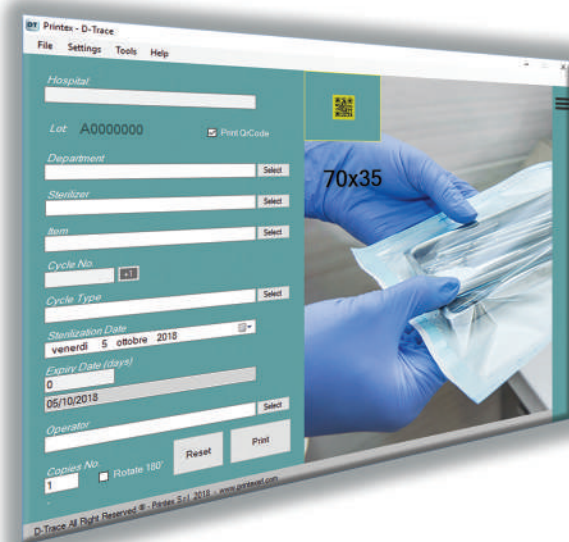 DT Printex - D-Trace
File Settings Tools Help
Hospital
Lot A0000000 Print QrCode
70x35
Department
Select
Sterilizer
Select
Item
Select
Cycle No.
+1
Cycle Type
Select
Sterilization Date
venerdì 5 ottobre 2018
Expiry Date (days)
0
05/10/2018
Operator
Select
Copies No.
1 Rotate 180° Reset Print
D-Trace All Right Reserved ® - Printex S.r.l. 2018 - www.printexsrl.com